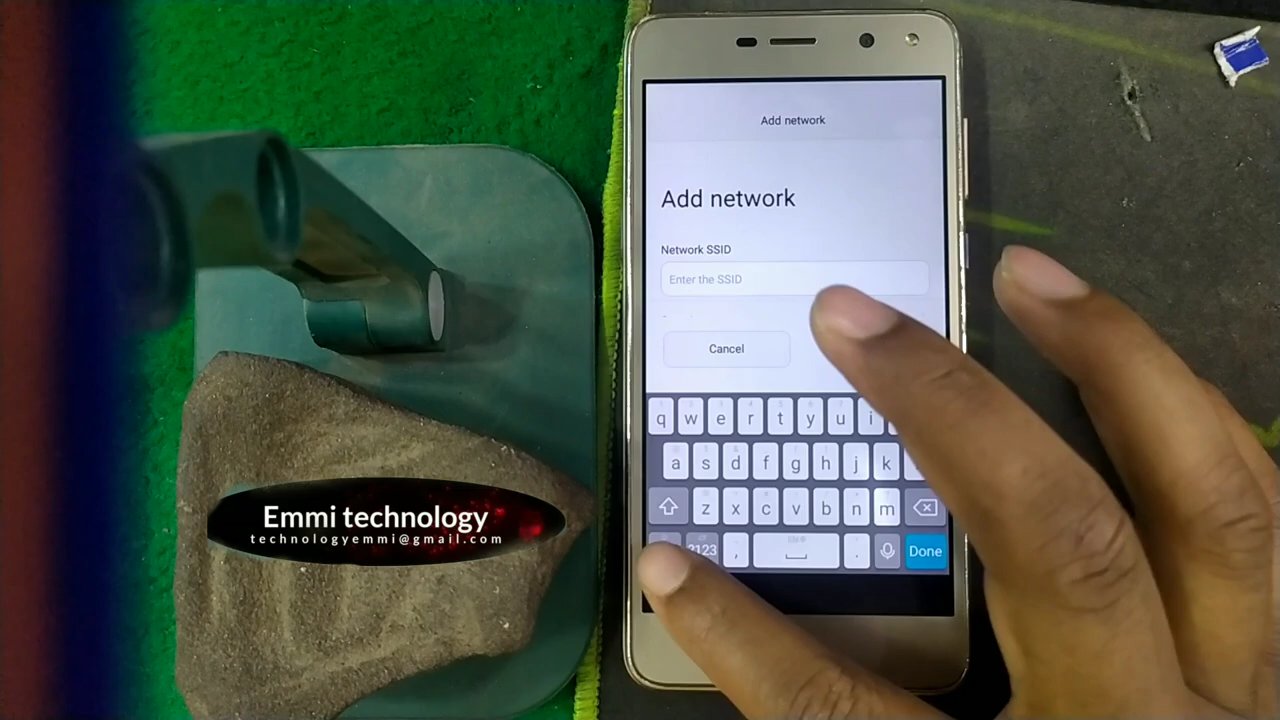 Add network
Add network
Network SSID
Enter the SSID
Cancel
q w e r t y u i
a s d f g h j k
z x c v b n m
?123 , .
Done
Emmi technology
technologyemmi@gmail.com